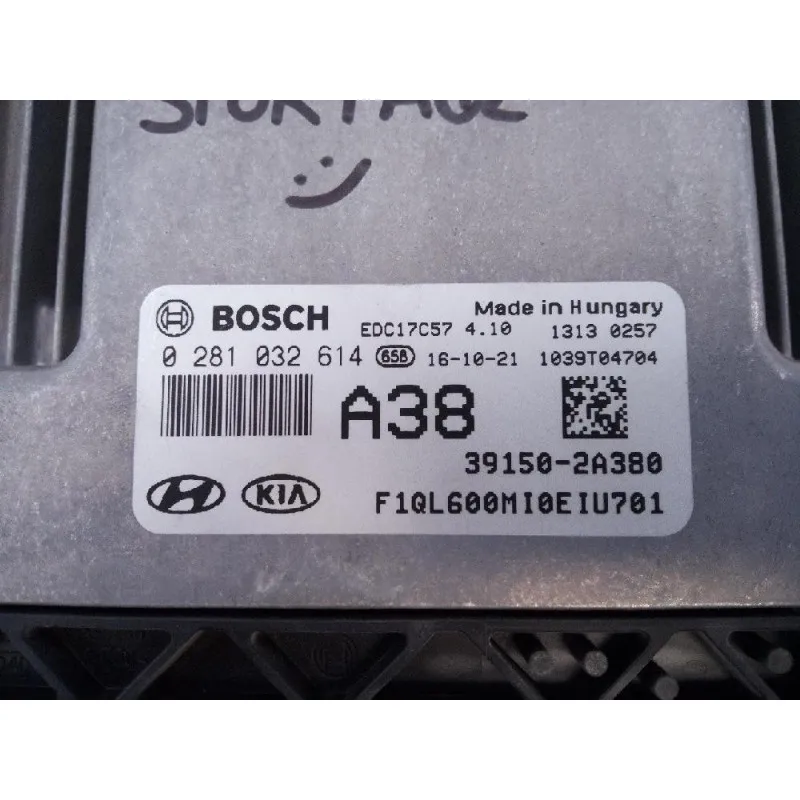 SPORTAGE
BOSCH
Made in Hungary
EDC17C57 4.10 1313 0257
0 281 032 614 658 16-10-21 1039T04704
A38
39150-2A380
KIA F1QL600MI0EIU701